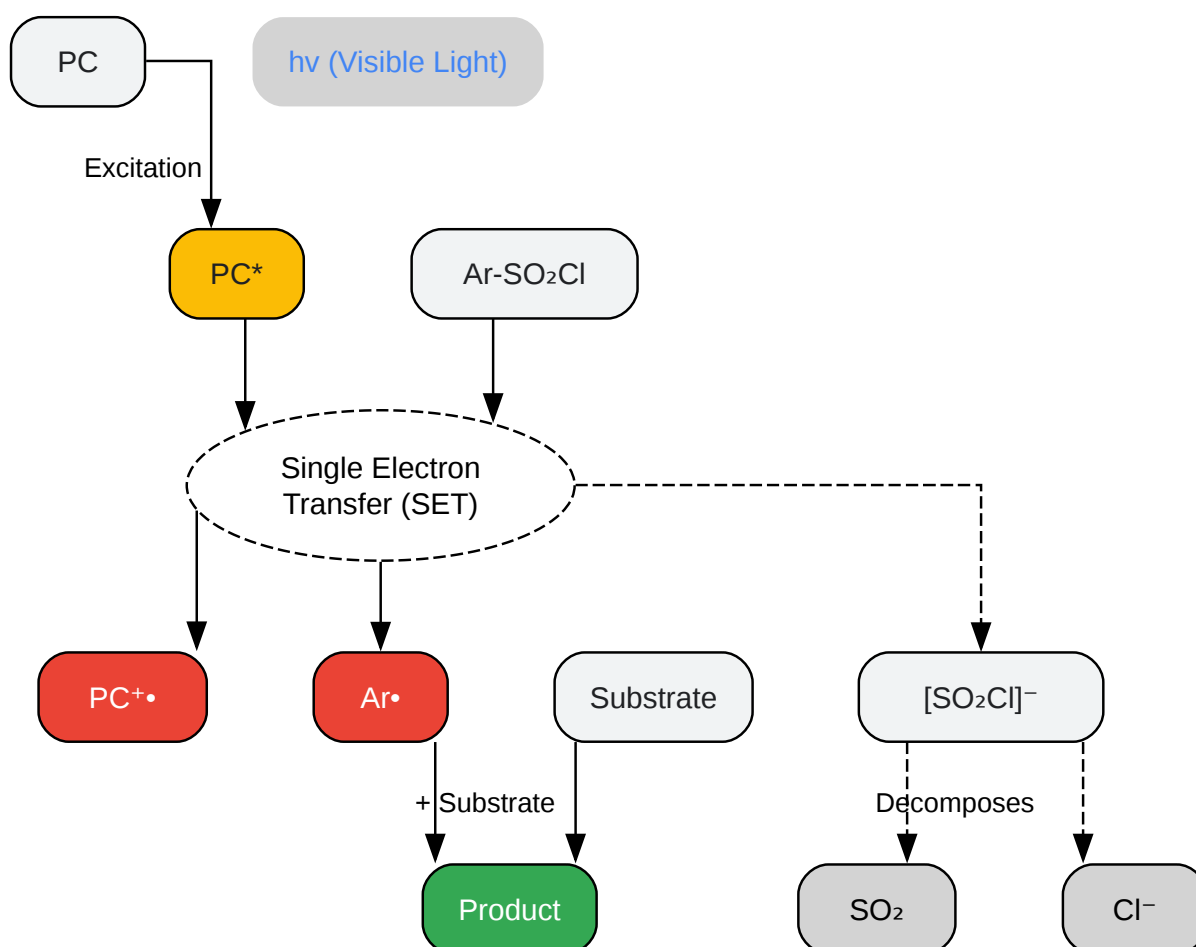 PC
hv (Visible Light)
Excitation
PC*
Ar-SO₂Cl
Single Electron
Transfer (SET)
PC⁺•
Ar•
Substrate
[SO₂Cl]⁻
+ Substrate
Decomposes
Product
SO₂
Cl⁻